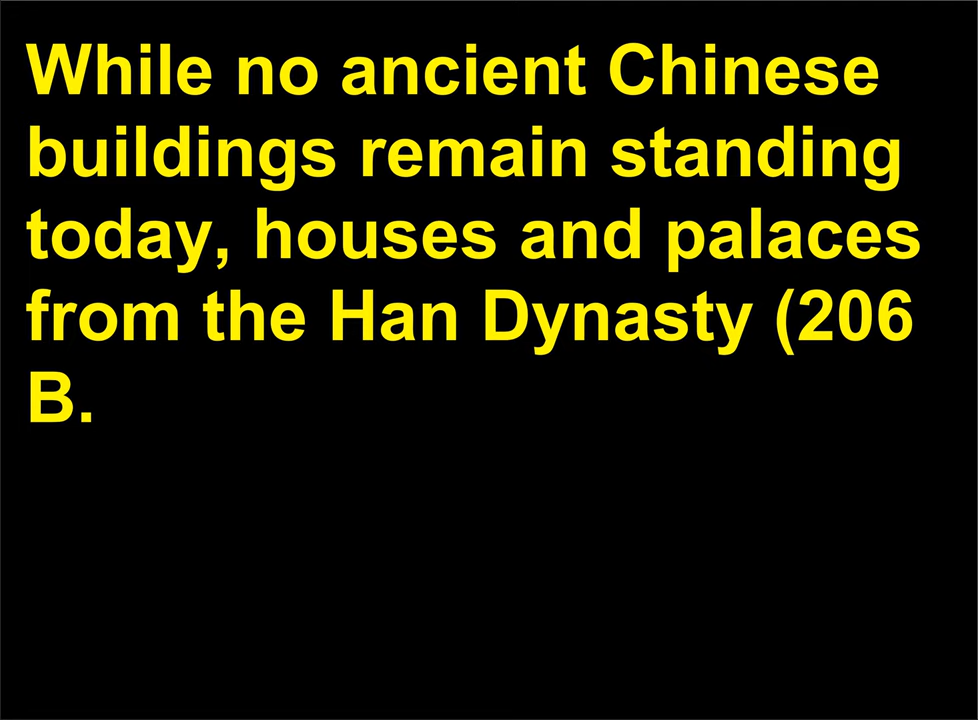 While no ancient Chinese
buildings remain standing
today, houses and palaces
from the Han Dynasty (206
B.